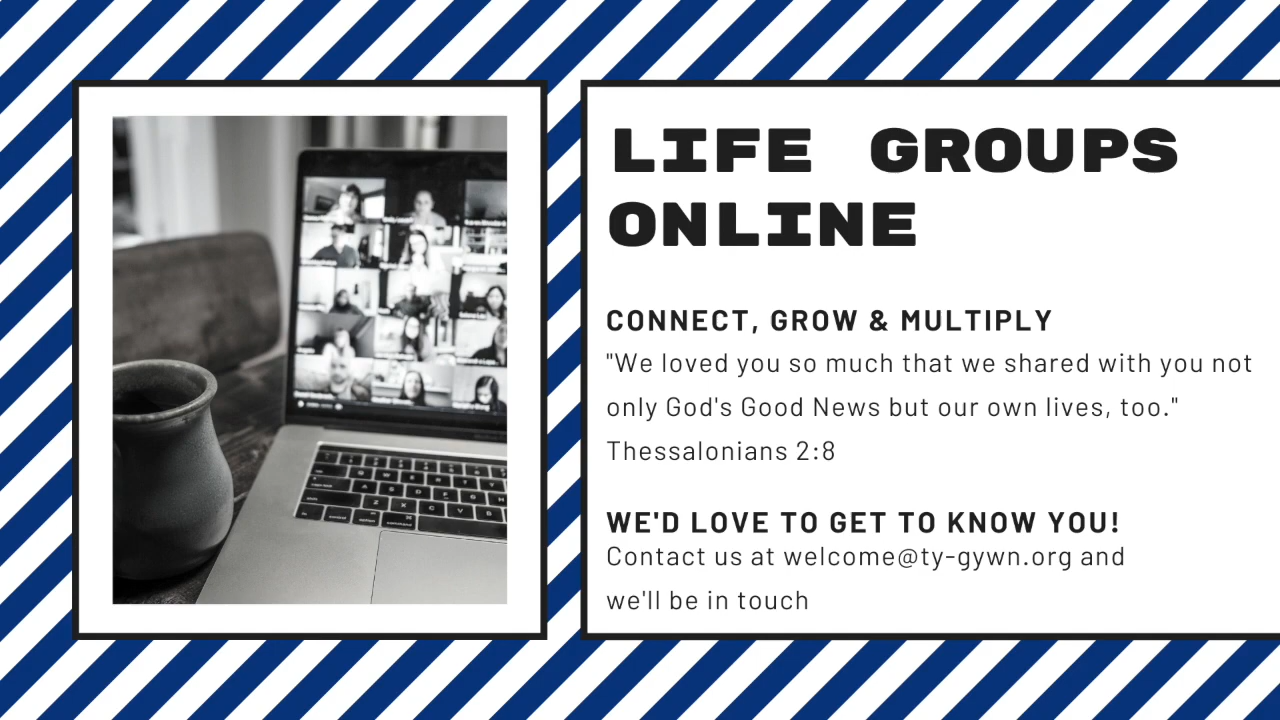 LIFE GROUPS
ONLINE
CONNECT, GROW & MULTIPLY
"We loved you so much that we shared with you not
only God's Good News but our own lives, too."
Thessalonians 2:8
WE'D LOVE TO GET TO KNOW YOU!
Contact us at welcome@ty-gywn.org and
we'll be in touch